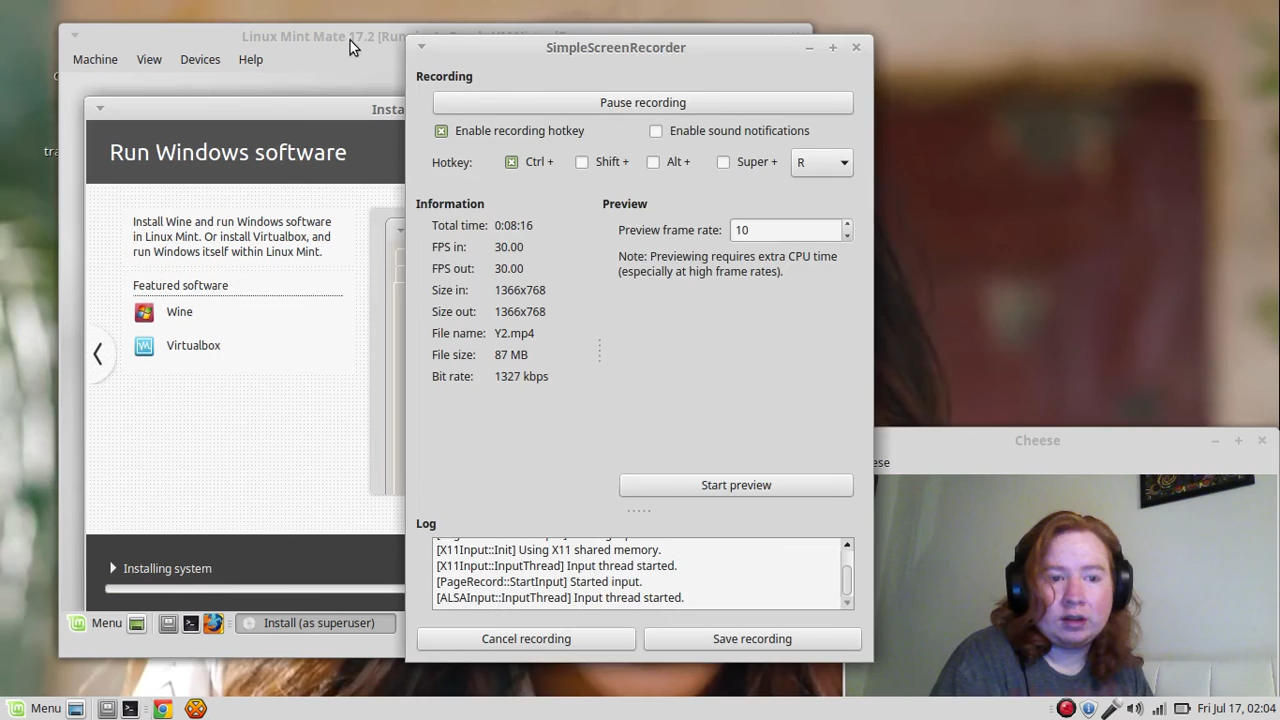 Linux Mint Mate 17.2 [Run
Machine
View
Devices
Help
Insta
Run Windows software
Install Wine and run Windows software
in Linux Mint. Or install Virtualbox, and
run Windows itself within Linux Mint.
Featured software
Wine
Virtualbox
Installing system
Menu
Install (as superuser)
SimpleScreenRecorder
Recording
Pause recording
Enable recording hotkey
Enable sound notifications
Hotkey:
Ctrl +
Shift +
Alt +
Super +
R
Information
Total time: 0:08:16
FPS in: 30.00
FPS out: 30.00
Size in: 1366x768
Size out: 1366x768
File name: Y2.mp4
File size: 87 MB
Bit rate: 1327 kbps
Preview
Preview frame rate: 10
Note: Previewing requires extra CPU time
(especially at high frame rates).
Start preview
Log
[X11Input::Init] Using X11 shared memory.
[X11Input::InputThread] Input thread started.
[PageRecord::StartInput] Started input.
[ALSAInput::InputThread] Input thread started.
Cancel recording
Save recording
Cheese
ese
Menu
Fri Jul 17, 02:04